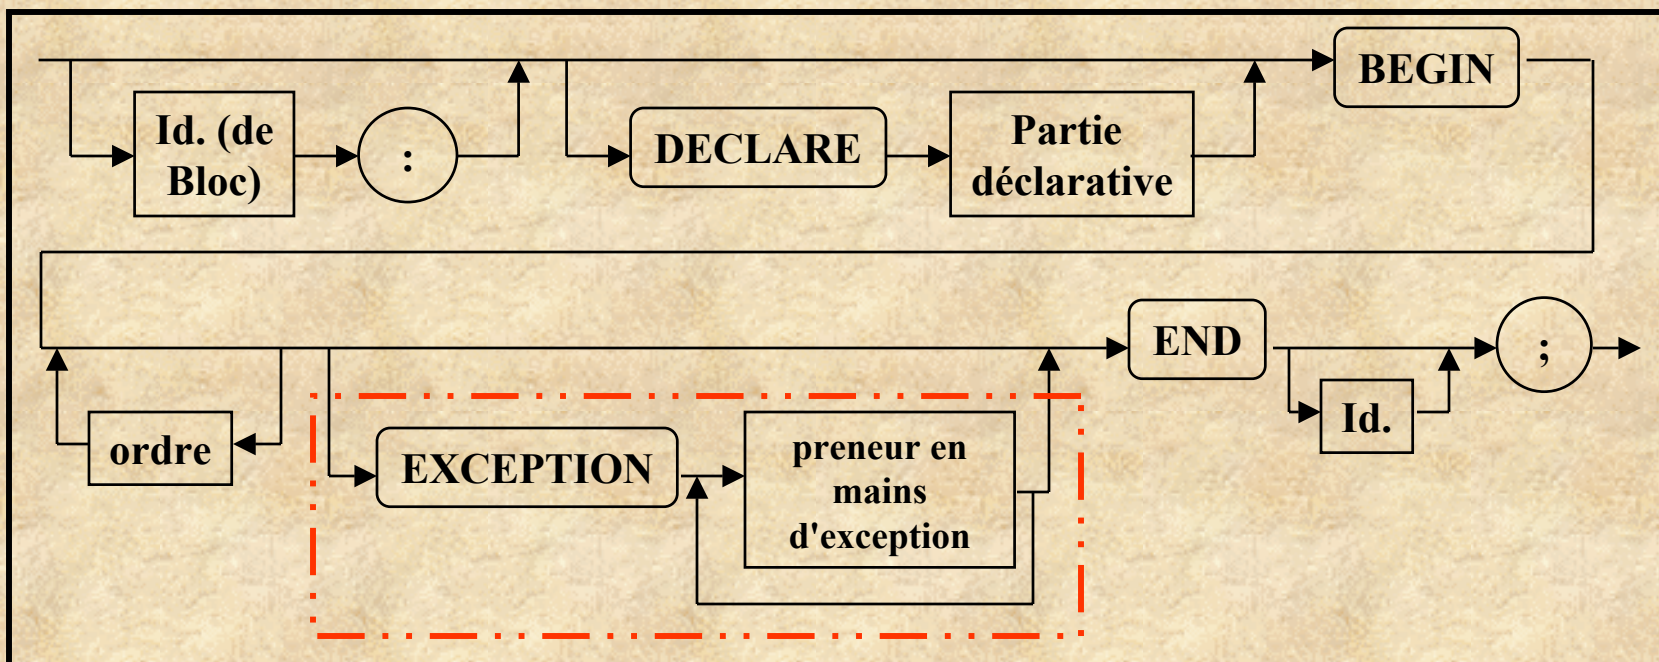 BEGIN
Id. (de
Bloc)
:
DECLARE
Partie
déclarative
END
;
Id.
ordre
EXCEPTION
preneur en
mains
d'exception